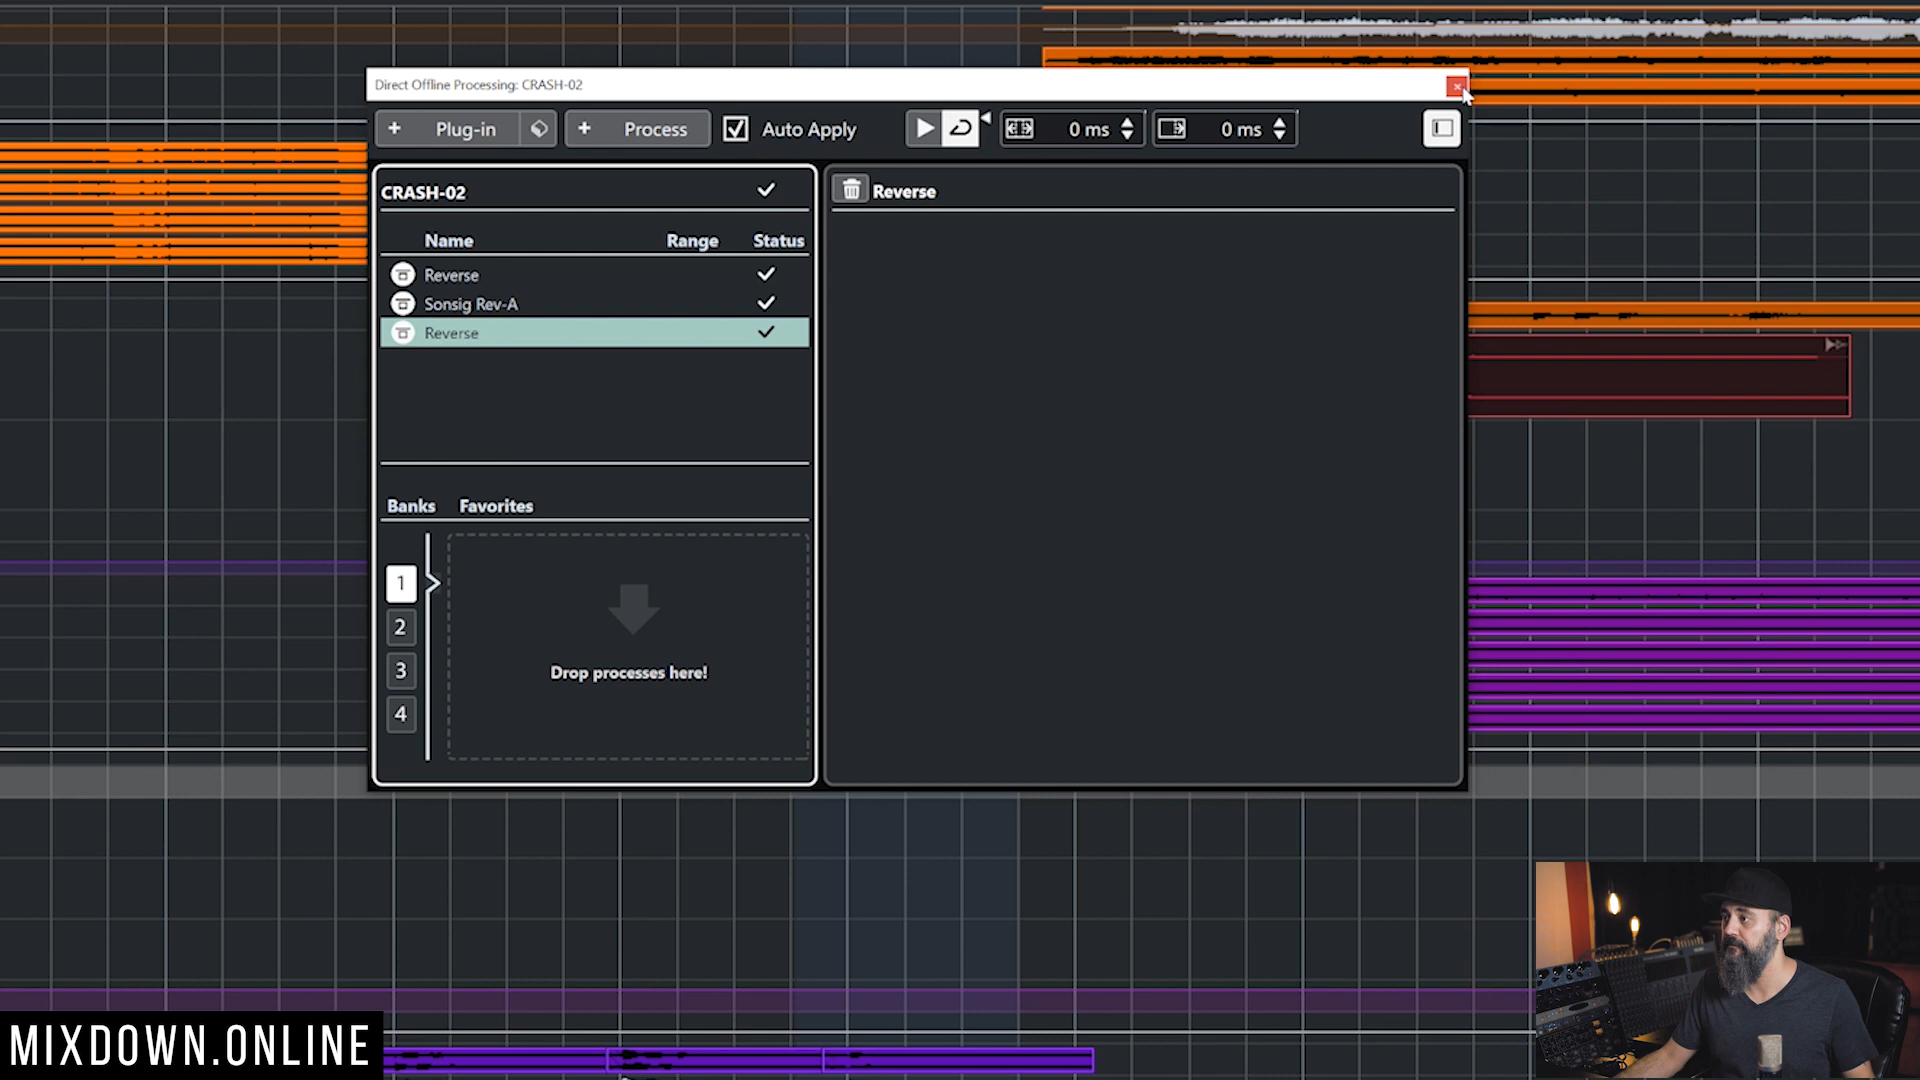 Direct Offline Processing: CRASH-02
+ Plug-in + Process Auto Apply 0 ms 0 ms
CRASH-02
Name Range Status
Reverse
Sonsig Rev-A
Reverse
Banks Favorites
1
2
3
4
Drop processes here!
Reverse
MIXDOWN.ONLINE